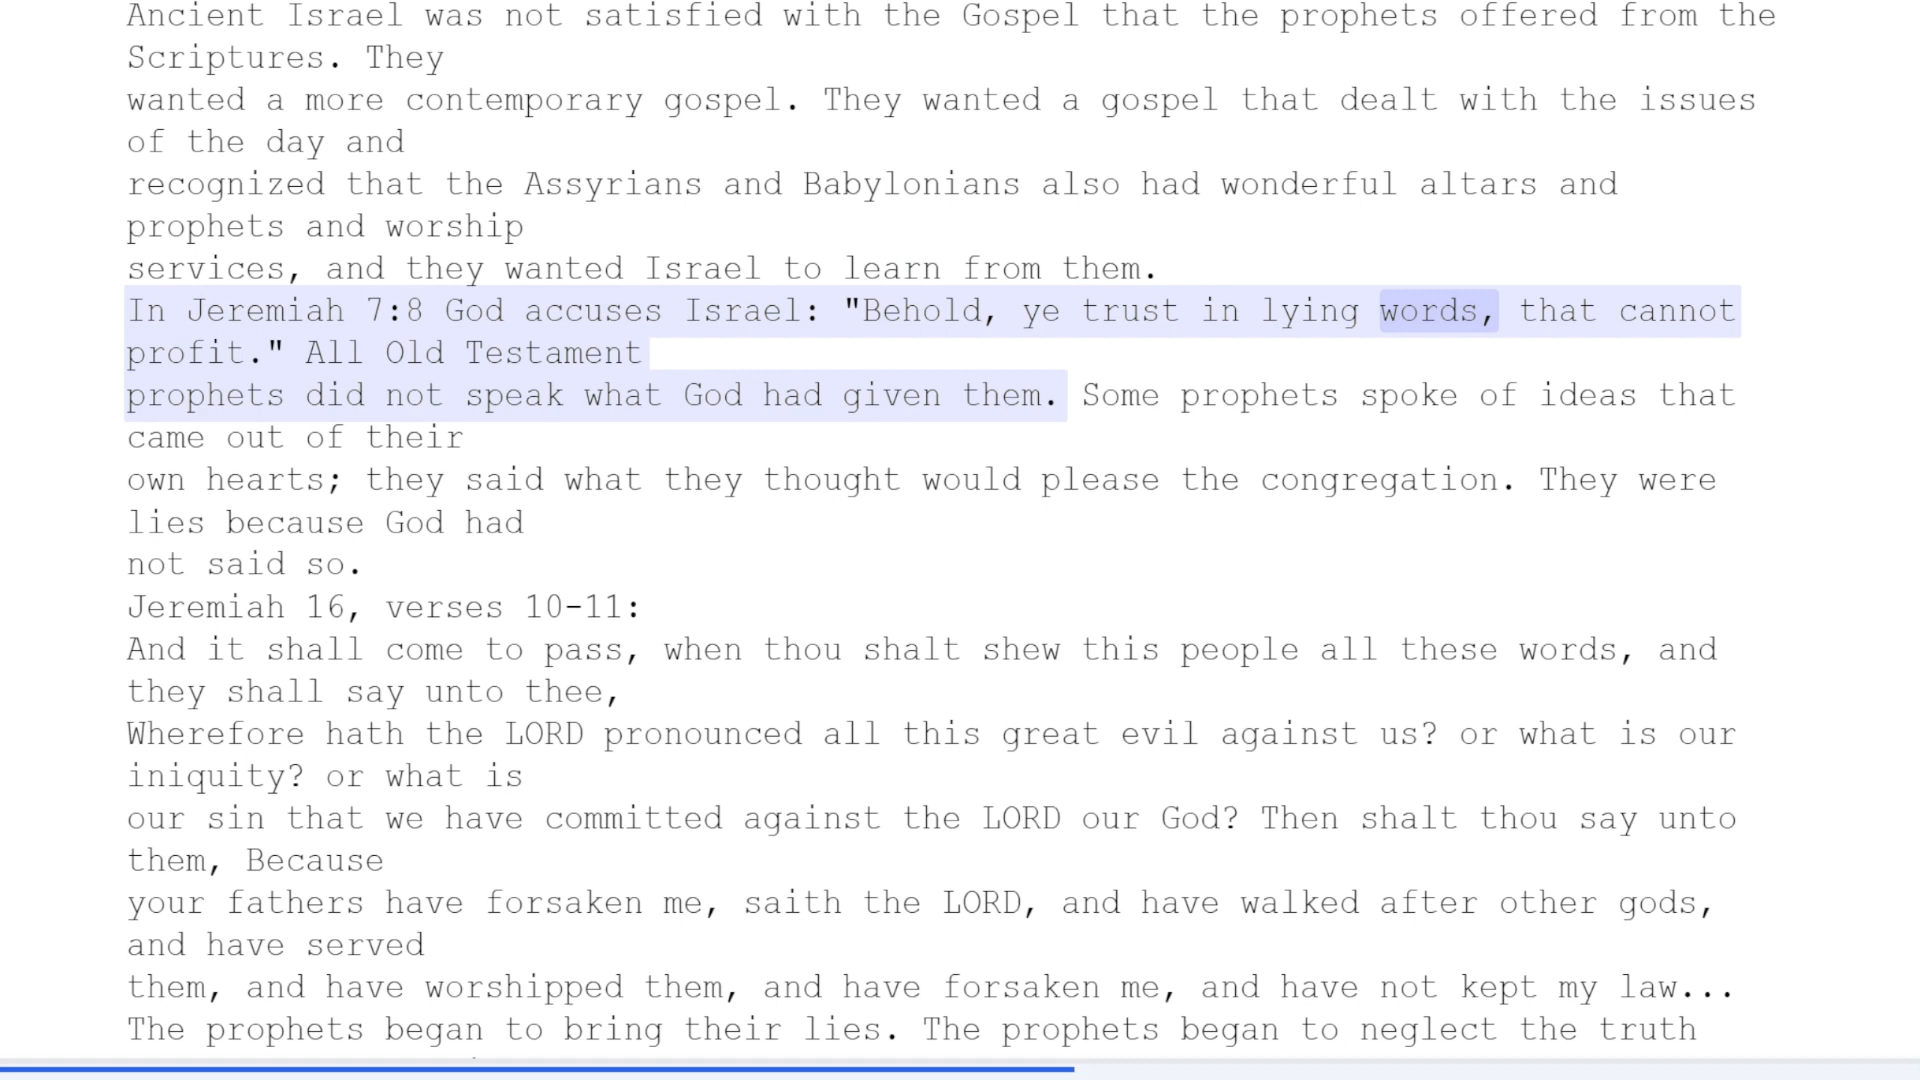 Ancient Israel was not satisfied with the Gospel that the prophets offered from the
Scriptures. They
wanted a more contemporary gospel. They wanted a gospel that dealt with the issues
of the day and
recognized that the Assyrians and Babylonians also had wonderful altars and
prophets and worship
services, and they wanted Israel to learn from them.
In Jeremiah 7:8 God accuses Israel: "Behold, ye trust in lying words, that cannot
profit." All Old Testament
prophets did not speak what God had given them. Some prophets spoke of ideas that
came out of their
own hearts; they said what they thought would please the congregation. They were
lies because God had
not said so.
Jeremiah 16, verses 10-11:
And it shall come to pass, when thou shalt shew this people all these words, and
they shall say unto thee,
Wherefore hath the LORD pronounced all this great evil against us? or what is our
iniquity? or what is
our sin that we have committed against the LORD our God? Then shalt thou say unto
them, Because
your fathers have forsaken me, saith the LORD, and have walked after other gods,
and have served
them, and have worshipped them, and have forsaken me, and have not kept my law...
The prophets began to bring their lies. The prophets began to neglect the truth